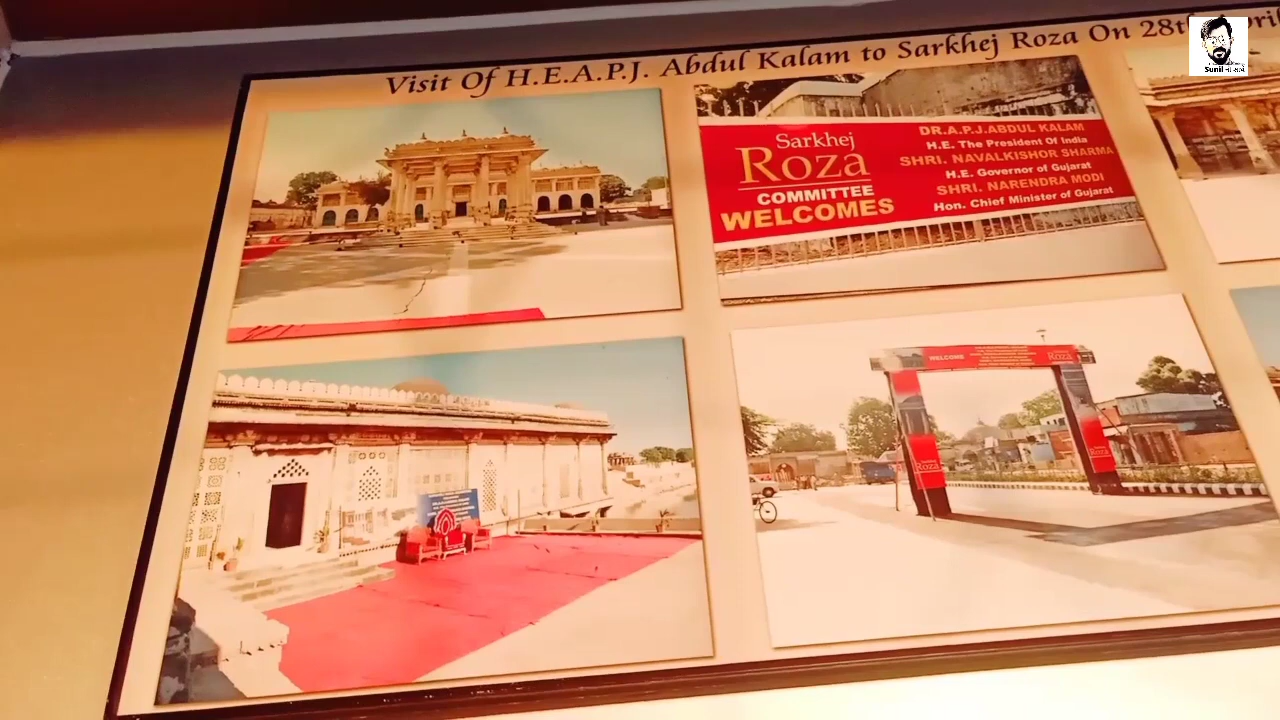 Visit Of H.E.A.P.J. Abdul Kalam to Sarkhej Roza On 28th
Sunil
Sarkhej
Roza
COMMITTEE
WELCOMES
DR.A.P.J.ABDUL KALAM
H.E. The President Of India
SHRI. NAVALKISHOR SHARMA
H.E. Governor of Gujarat
SHRI. NARENDRA MODI
Hon. Chief Minister of Gujarat
WELCOME
Roza
Roza
Roza